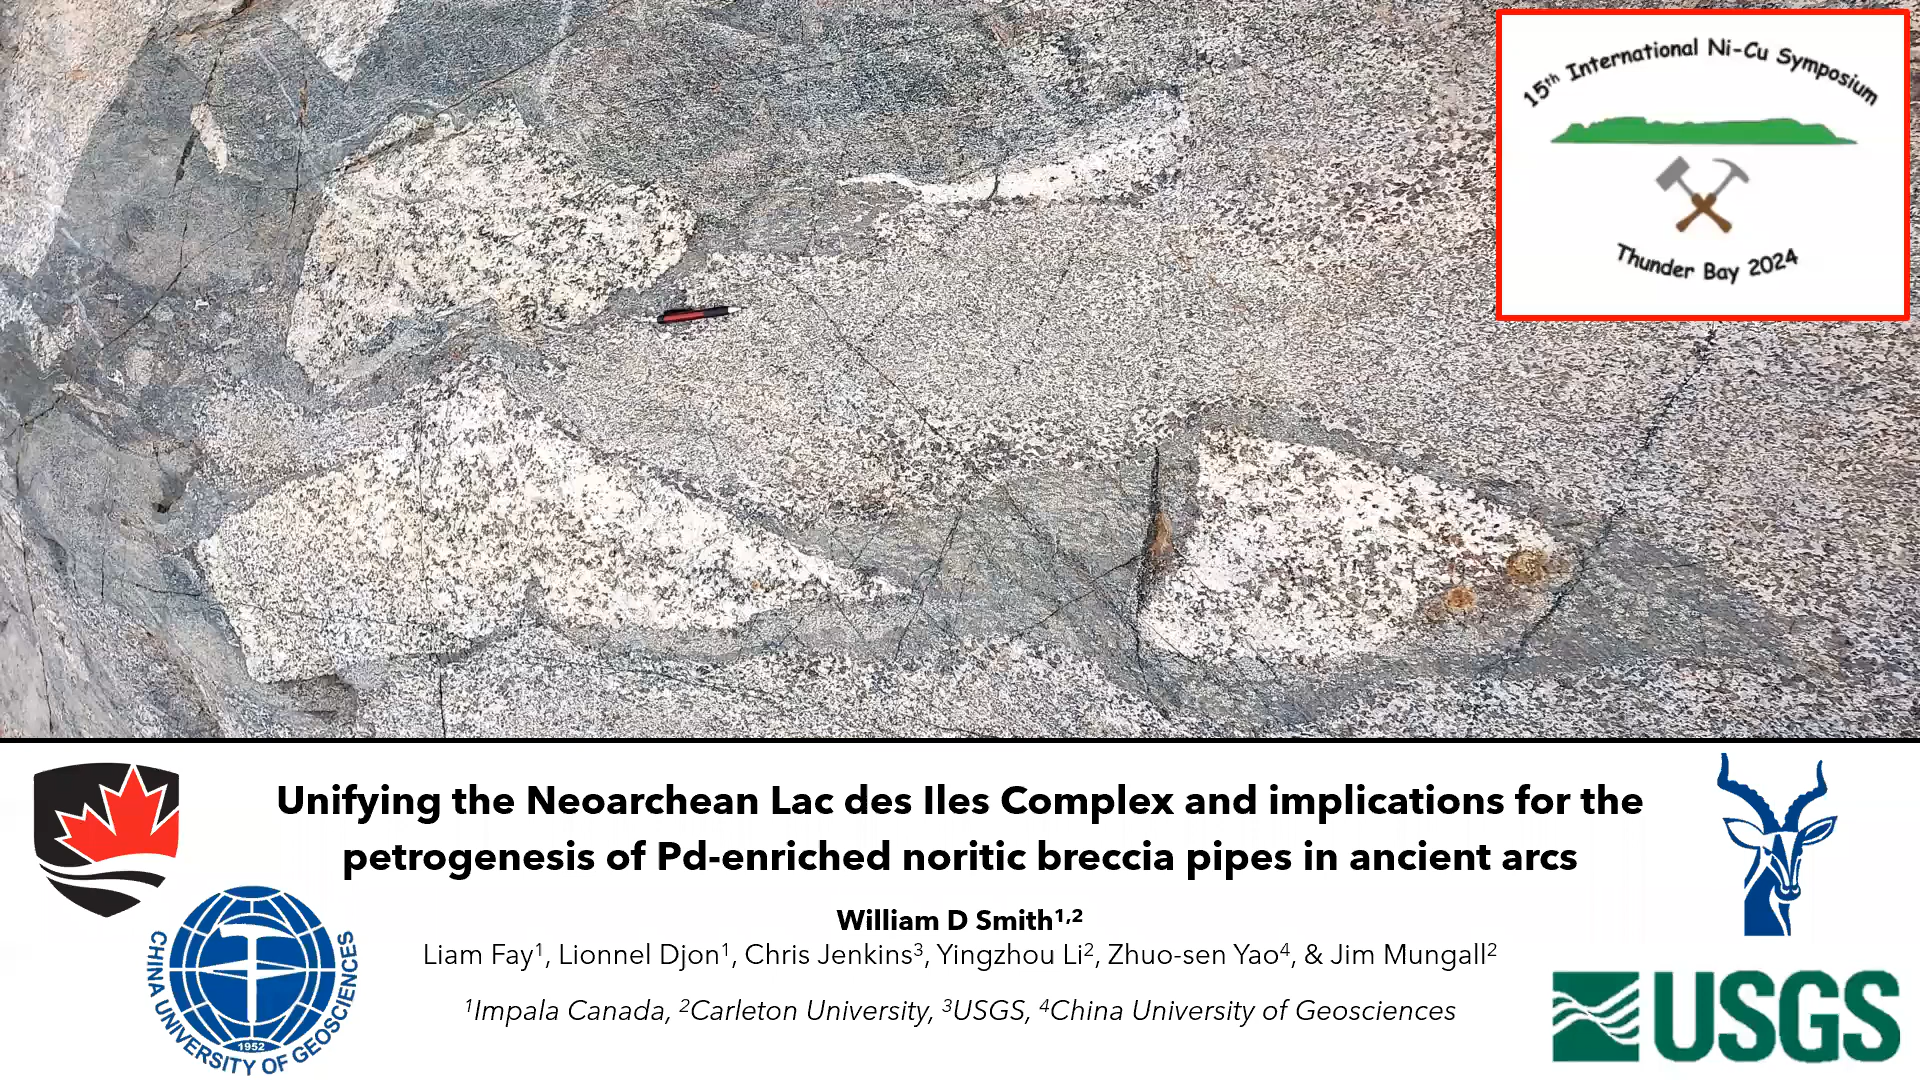 15th International Ni-Cu Symposium
Thunder Bay 2024
Unifying the Neoarchean Lac des Iles Complex and implications for the
petrogenesis of Pd-enriched noritic breccia pipes in ancient arcs
William D Smith¹,²
Liam Fay¹, Lionnel Djon¹, Chris Jenkins³, Yingzhou Li², Zhuo-sen Yao⁴, & Jim Mungall²
¹Impala Canada, ²Carleton University, ³USGS, ⁴China University of Geosciences
CHINA UNIVERSITY OF GEOSCIENCES
1952
USGS